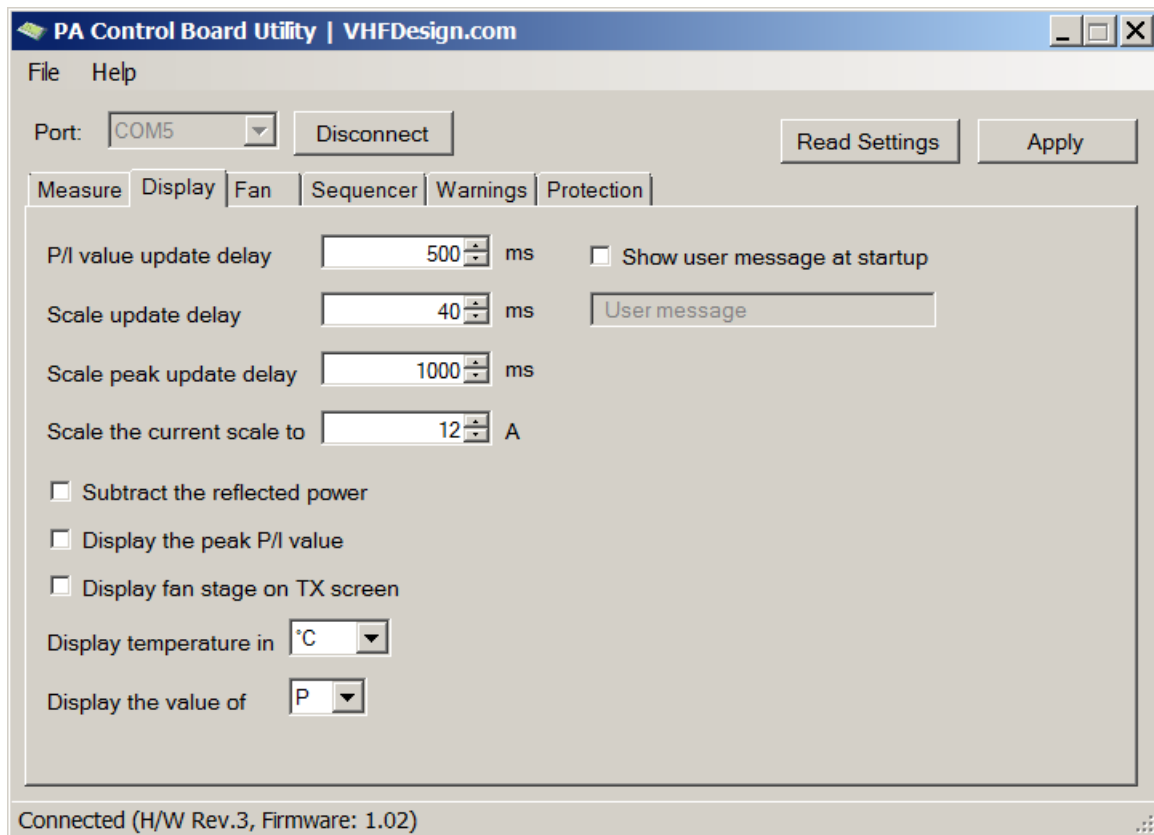 PA Control Board Utility | VHFDesign.com
File Help
Port: COM5 Disconnect Read Settings Apply
Measure Display Fan Sequencer Warnings Protection
P/I value update delay 500 ms Show user message at startup
Scale update delay 40 ms User message
Scale peak update delay 1000 ms
Scale the current scale to 12 A
Subtract the reflected power
Display the peak P/I value
Display fan stage on TX screen
Display temperature in °C
Display the value of P
Connected (H/W Rev.3, Firmware: 1.02)